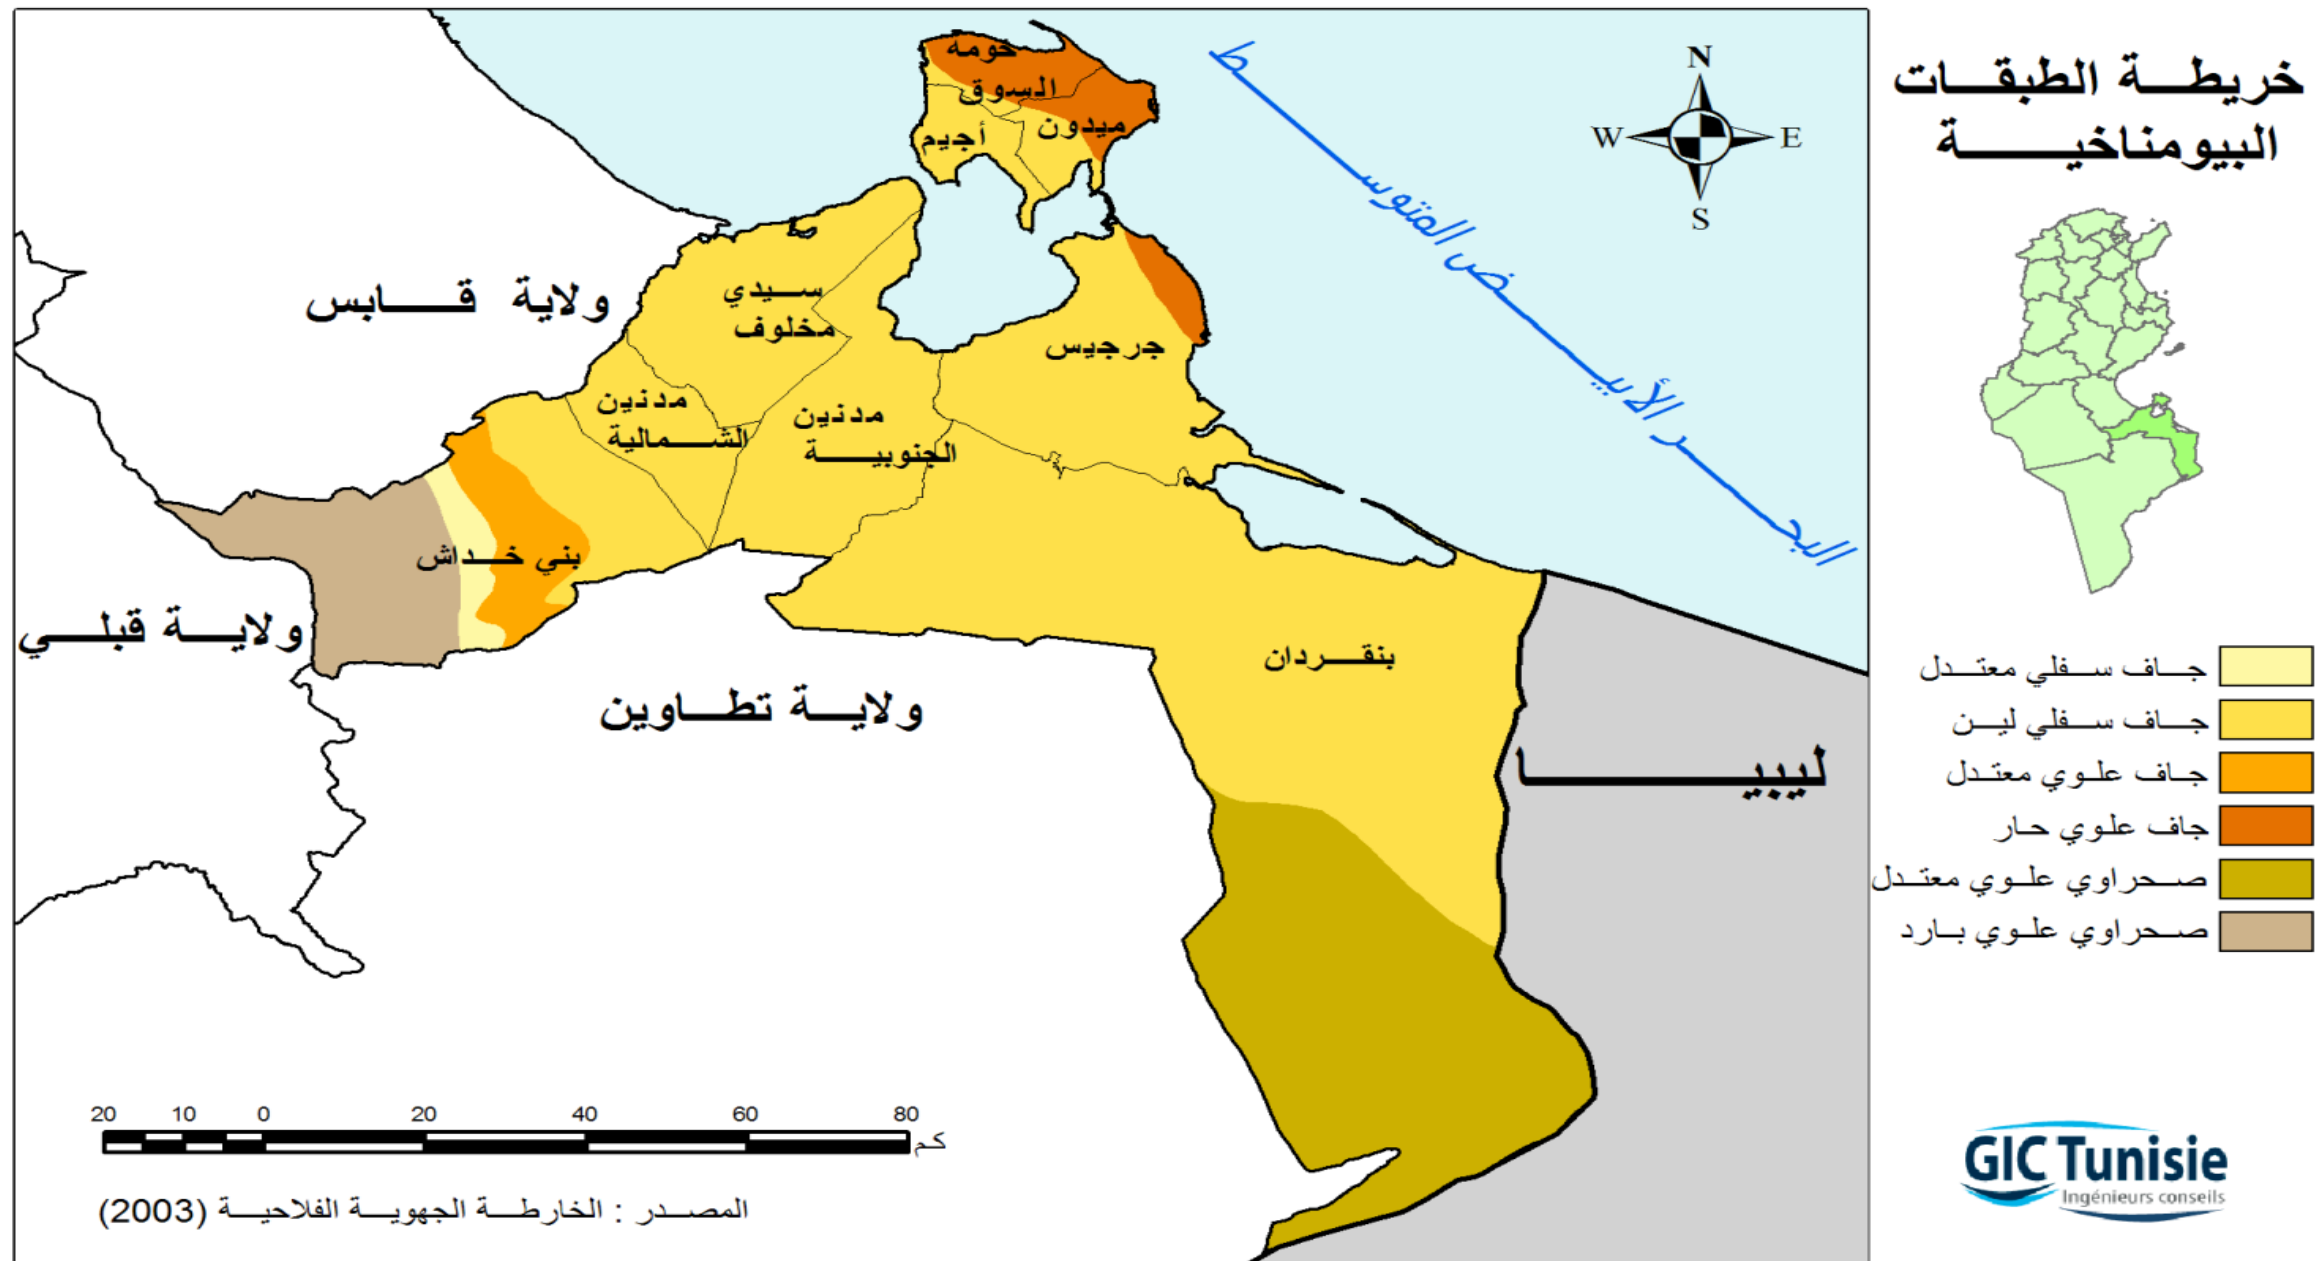 خريطة الطبقات
البيومناخية
N
W
E
S
البحر الأبيض المتوسط
حومة
السوق
ميدون
أجيم
سيدي
مخلوف
جرجيس
مدنين
الشمالية
مدنين
الجنوبية
بني خداش
بنقردان
ولاية قابس
ولاية قبلي
ولاية تطاوين
ليبيا
جاف سفلي معتدل
جاف سفلي لين
جاف علوي معتدل
جاف علوي حار
صحراوي علوي معتدل
صحراوي علوي بارد
20 10 0 20 40 60 80
كم
المصدر : الخارطة الجهوية الفلاحية (2003)
GIC Tunisie
Ingénieurs conseils